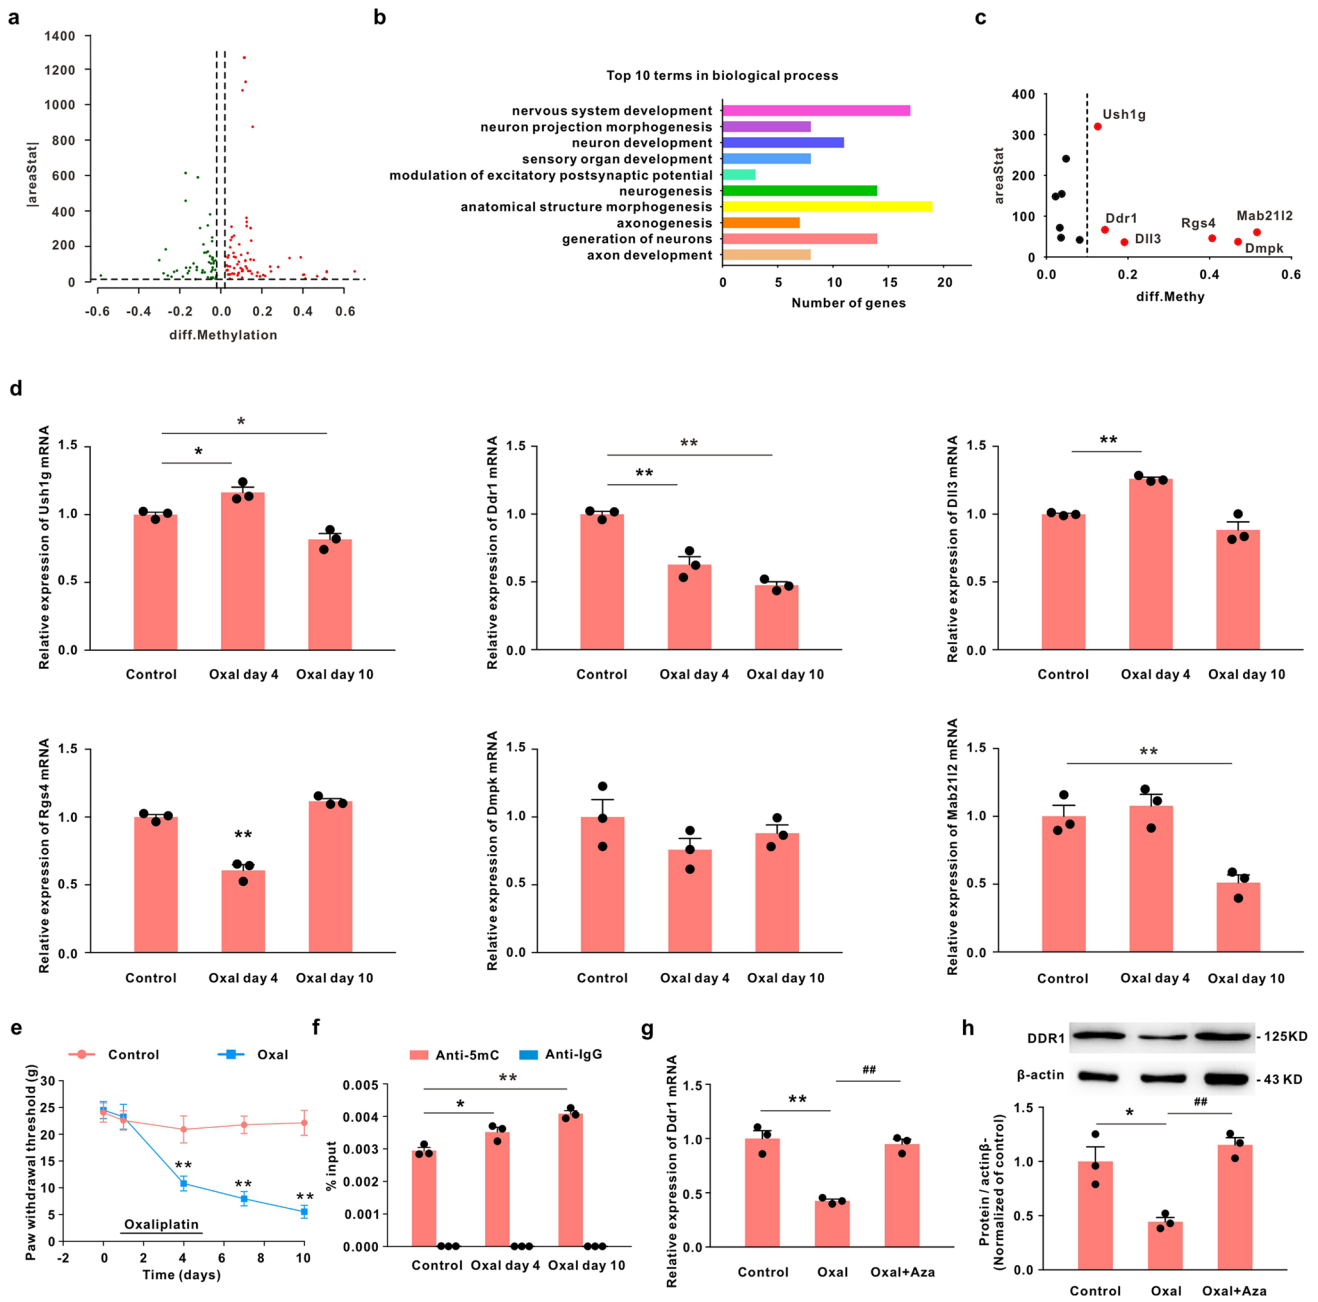 a
1400
1200
1000
800
600
400
200
0
|areaStat|
-0.6 -0.4 -0.2 0.0 0.2 0.4 0.6
diff.Methylation
b
Top 10 terms in biological process
nervous system development
neuron projection morphogenesis
neuron development
sensory organ development
modulation of excitatory postsynaptic potential
neurogenesis
anatomical structure morphogenesis
axonogenesis
generation of neurons
axon development
0 5 10 15 20
Number of genes
c
400
300
200
100
0
areaStat
Ush1g
Ddr1
Dll3
Rgs4
Mab21l2
Dmpk
0.0 0.2 0.4 0.6
diff.Methy
d
Relative expression of Ush1g mRNA
1.5
1.0
0.5
0.0
*
*
Control Oxal day 4 Oxal day 10
Relative expression of Ddr1 mRNA
1.5
1.0
0.5
0.0
**
**
Control Oxal day 4 Oxal day 10
Relative expression of Dll3 mRNA
1.5
1.0
0.5
0.0
**
Control Oxal day 4 Oxal day 10
Relative expression of Rgs4 mRNA
1.5
1.0
0.5
0.0
**
Control Oxal day 4 Oxal day 10
Relative expression of Dmpk mRNA
1.5
1.0
0.5
0.0
Control Oxal day 4 Oxal day 10
Relative expression of Mab21l2 mRNA
1.5
1.0
0.5
0.0
**
Control Oxal day 4 Oxal day 10
e
Control Oxal
Paw withdrawal threshold (g)
30
25
20
15
10
5
0
** ** **
Oxaliplatin
-2 0 2 4 6 8 10
Time (days)
f
Anti-5mC Anti-IgG
% input
0.005
0.004
0.003
0.002
0.001
0.000
**
*
Control Oxal day 4 Oxal day 10
g
Relative expression of Ddr1 mRNA
1.5
1.0
0.5
0.0
** ##
Control Oxal Oxal+Aza
h
DDR1 - 125KD
β-actin - 43 KD
Protein / actinβ-
(Normalized of control)
1.5
1.0
0.5
0.0
* ##
Control Oxal Oxal+Aza